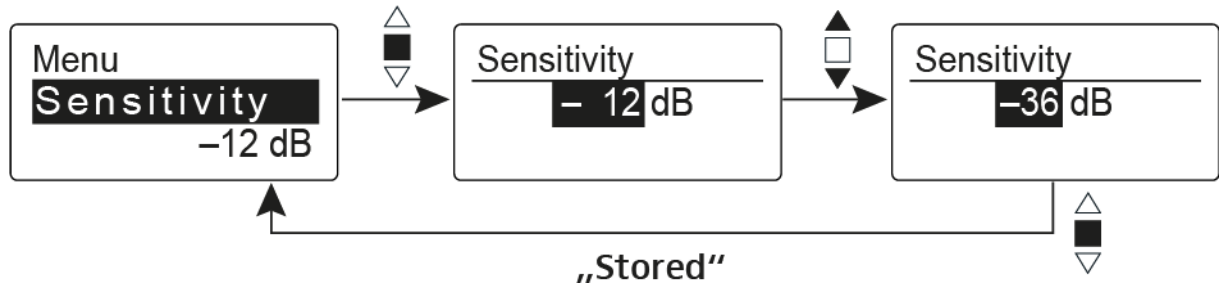 Menu
Sensitivity
–12 dB
Sensitivity
– 12 dB
Sensitivity
–36 dB
„Stored“